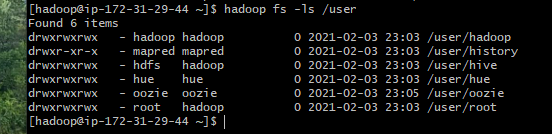 [hadoop@ip-172-31-29-44 ~]$ hadoop fs -ls /user
Found 6 items
drwxrwxrwx - hadoop hadoop 0 2021-02-03 23:03 /user/hadoop
drwxr-xr-x - mapred mapred 0 2021-02-03 23:03 /user/history
drwxrwxrwx - hdfs hadoop 0 2021-02-03 23:03 /user/hive
drwxrwxrwx - hue hue 0 2021-02-03 23:03 /user/hue
drwxrwxrwx - oozie oozie 0 2021-02-03 23:05 /user/oozie
drwxrwxrwx - root hadoop 0 2021-02-03 23:03 /user/root
[hadoop@ip-172-31-29-44 ~]$